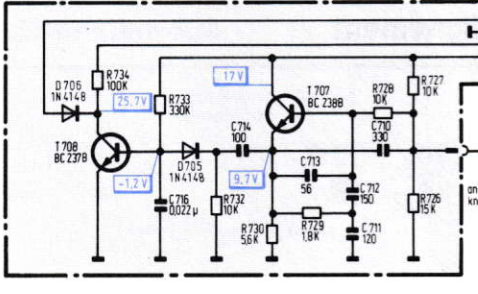 D706
1N4148
R734
100K
25,7V
R733
330K
T708
BC237B
-1,2V
D705
1N4148
C716
0,022µ
R732
10K
C714
100
17V
T707
BC238B
9,7V
C713
56
R730
5,6K
R729
1,8K
R728
10K
C710
330
C712
150
C711
120
R727
10K
R726
15K
an
kn